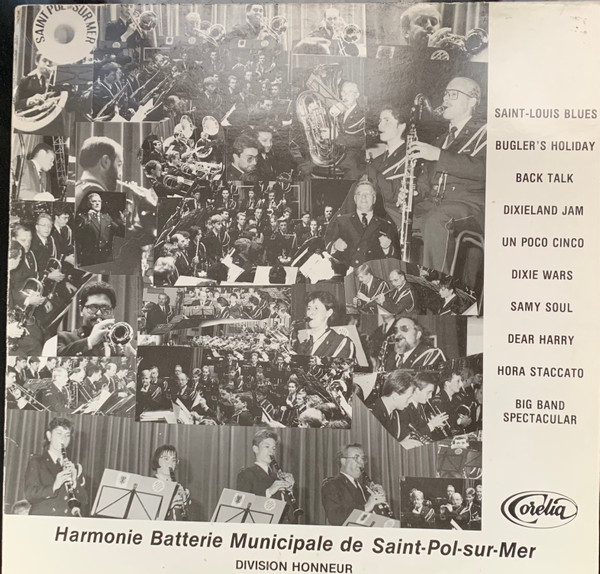 SAINT POL SUR MER
SAINT-LOUIS BLUES
BUGLER'S HOLIDAY
BACK TALK
DIXIELAND JAM
UN POCO CINCO
DIXIE WARS
SAMY SOUL
DEAR HARRY
HORA STACCATO
BIG BAND
SPECTACULAR
Corélia
Harmonie Batterie Municipale de Saint-Pol-sur-Mer
DIVISION HONNEUR